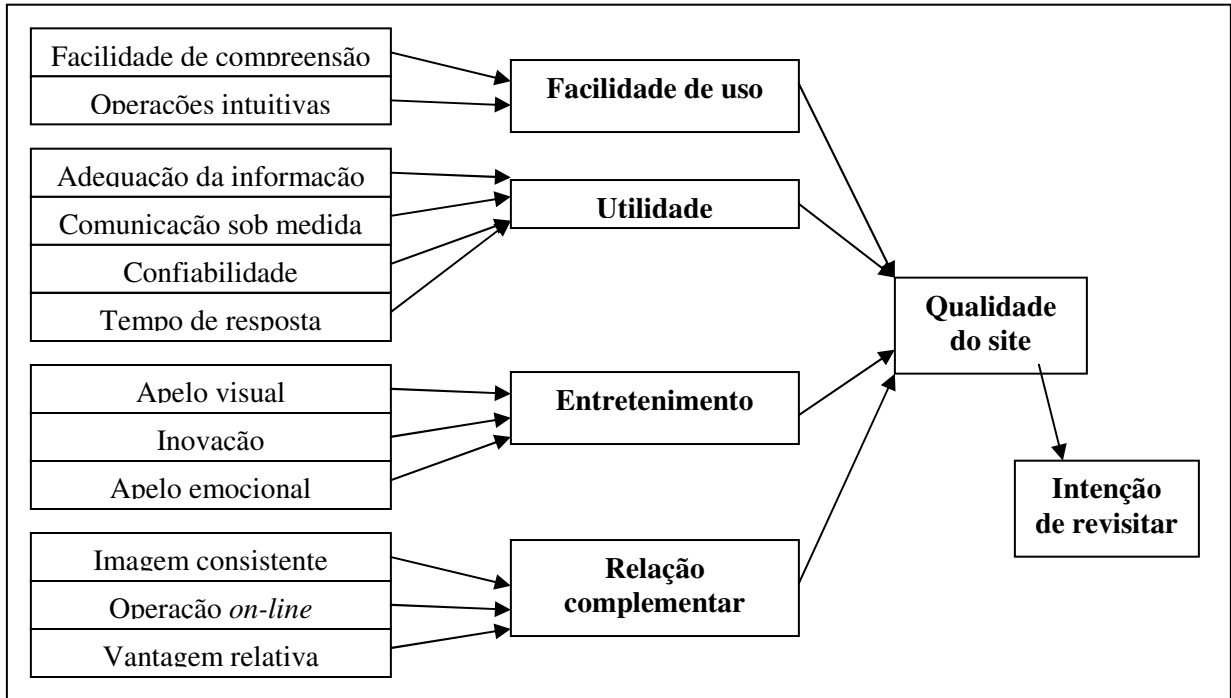 Facilidade de compreensão
Operações intuitivas
Facilidade de uso
Adequação da informação
Comunicação sob medida
Confiabilidade
Tempo de resposta
Utilidade
Apelo visual
Inovação
Apelo emocional
Entretenimento
Imagem consistente
Operação on-line
Vantagem relativa
Relação
complementar
Qualidade
do site
Intenção
de revisitar